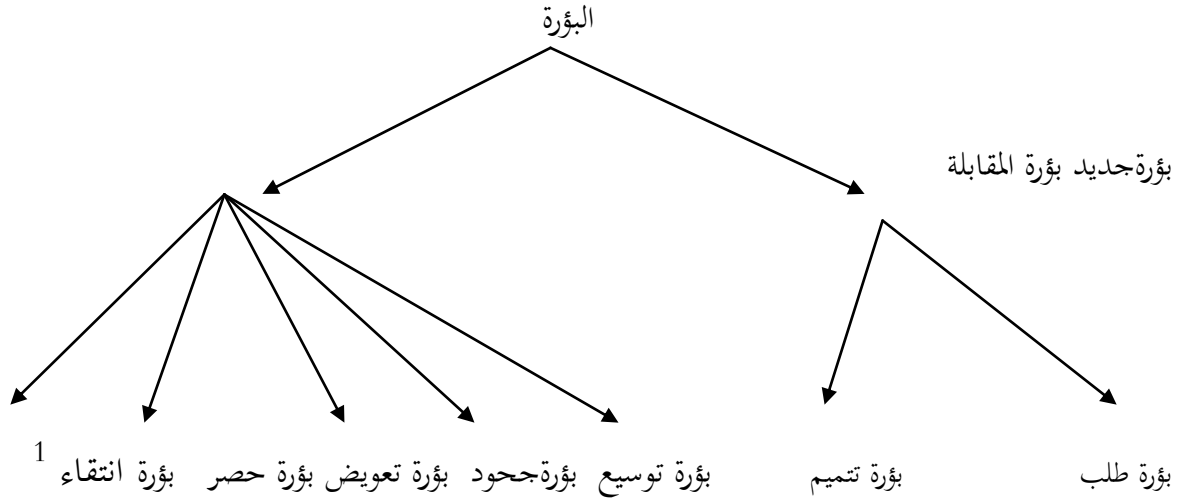 البؤرة
بؤرةجديد بؤرة المقابلة
بؤرة طلب بؤرة تتميم بؤرة توسيع بؤرةجحود بؤرة تعويض بؤرة حصر بؤرة انتقاء 1